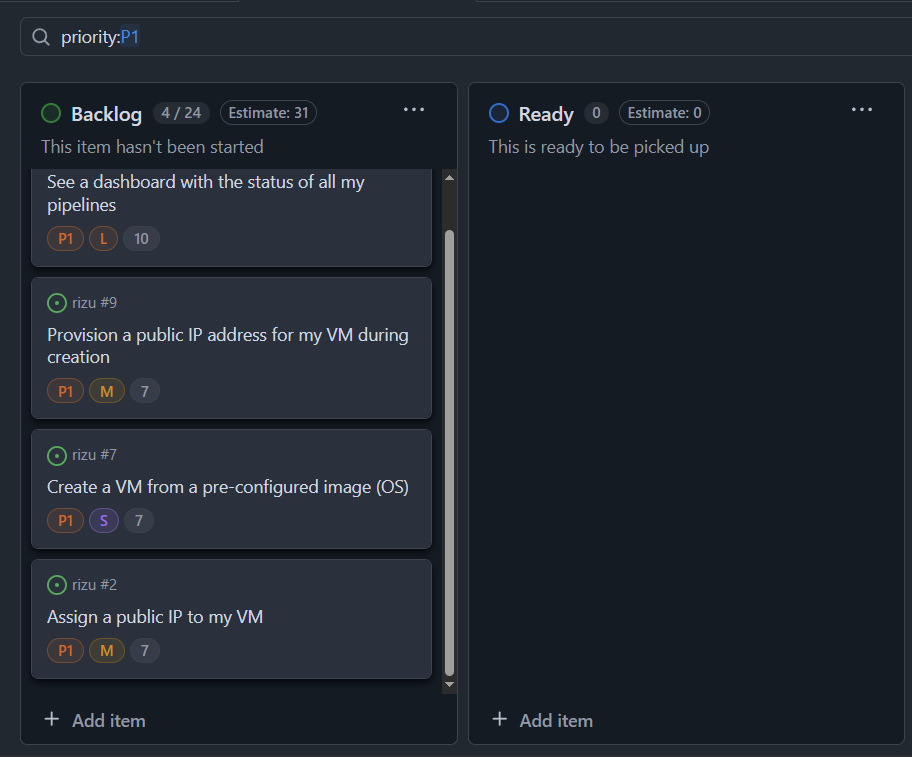 priority:P1
Backlog 4 / 24 Estimate: 31
This item hasn't been started
See a dashboard with the status of all my
pipelines
P1 L 10
rizu #9
Provision a public IP address for my VM during
creation
P1 M 7
rizu #7
Create a VM from a pre-configured image (OS)
P1 S 7
rizu #2
Assign a public IP to my VM
P1 M 7
Add item
Ready 0 Estimate: 0
This is ready to be picked up
Add item